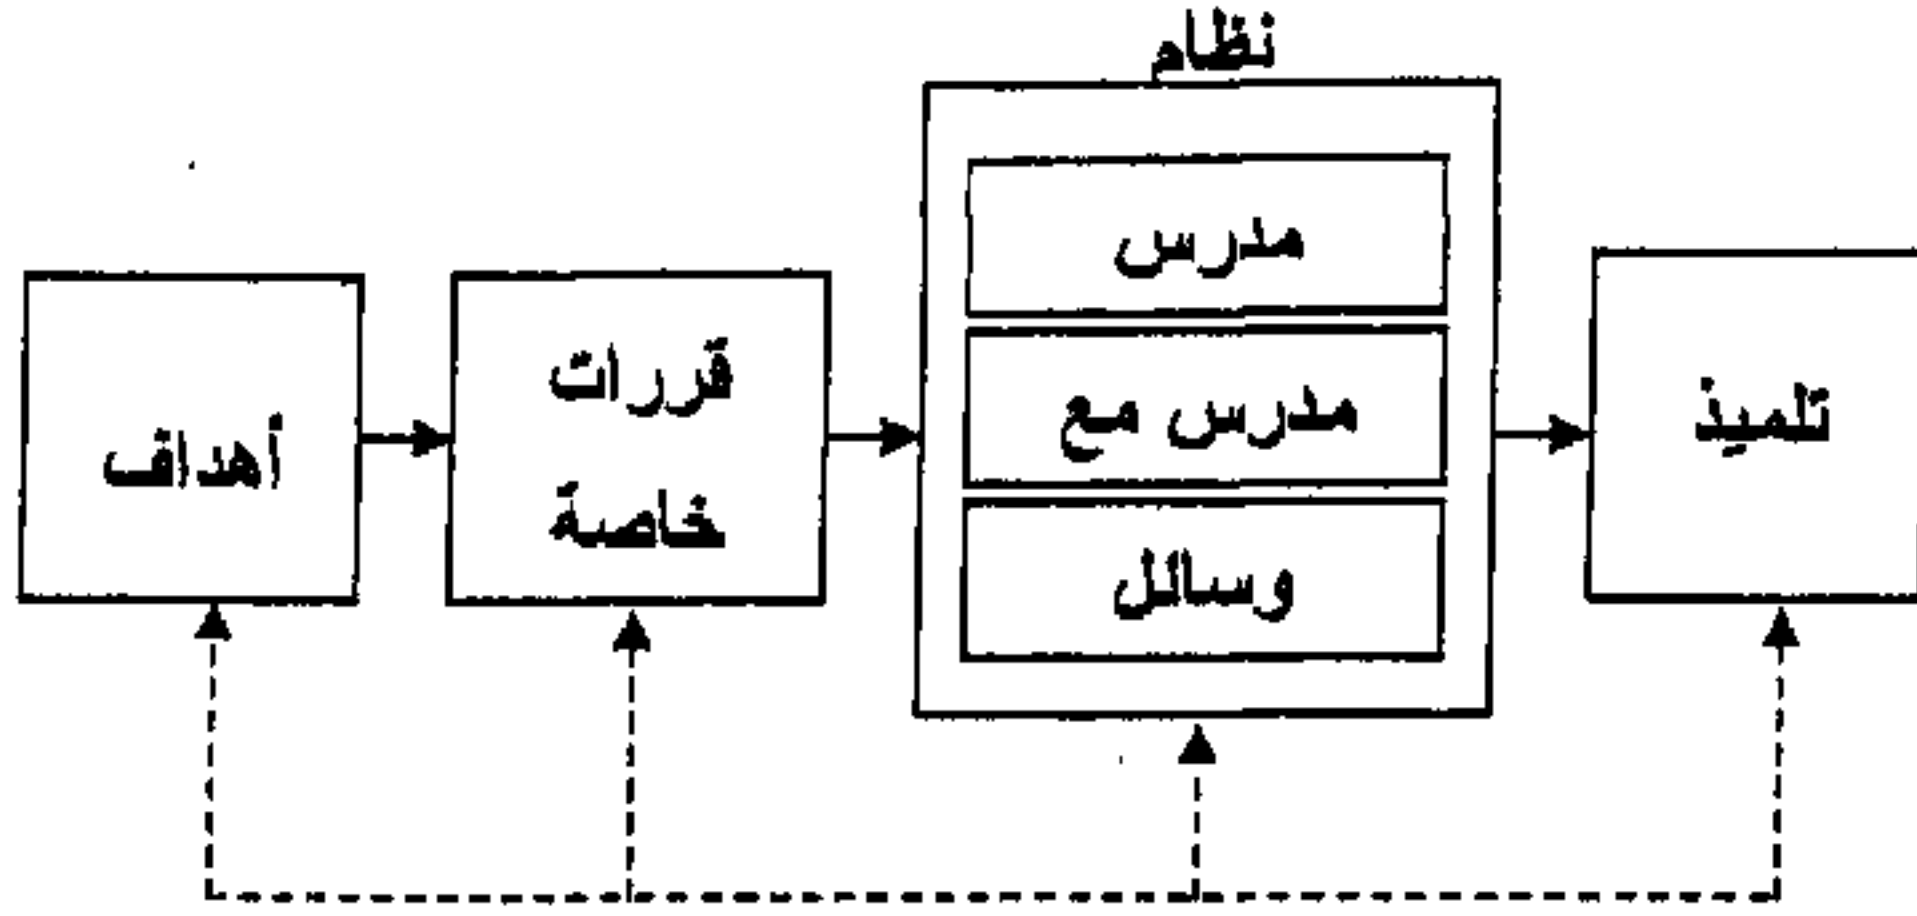 نظام
مدرس
مدرس مع
وسائل
أهداف
قررات
خاصة
تلميذ